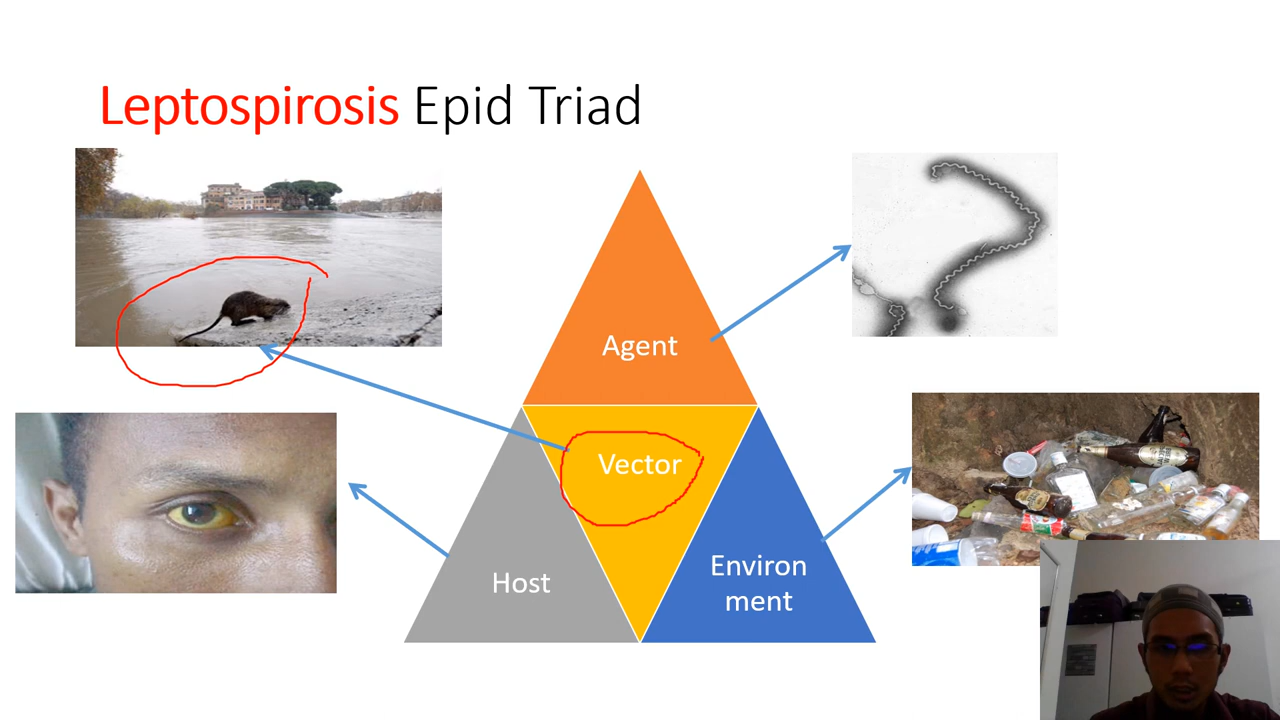 Leptospirosis Epid Triad
Agent
Vector
Host
Environ
ment